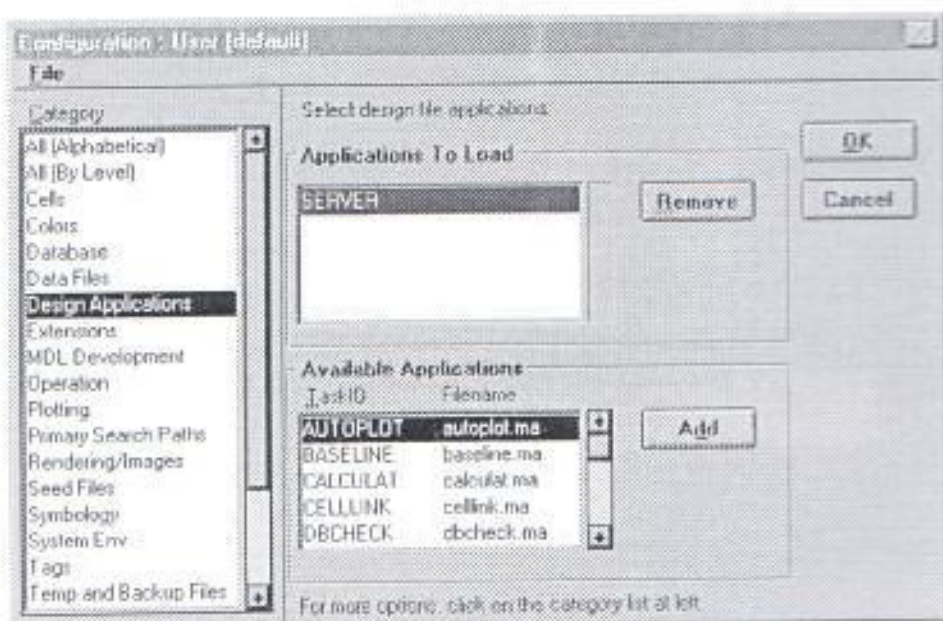 Configuration : User [default]
File
Category
All (Alphabetical)
All (By Level)
Cells
Colors
Database
Data Files
Design Applications
Extensions
MDL Development
Operation
Plotting
Primary Search Paths
Rendering/Images
Seed Files
Symbology
System Env
Tags
Temp and Backup Files
Select design file applications
Applications To Load
SERVER
Remove
OK
Cancel
Available Applications
TaskID Filename
AUTOPLOT autoplot.ma
BASELINE baseline.ma
CALCULAT calculat.ma
CELLLINK celllink.ma
DBCHECK dbcheck.ma
Add
For more options, click on the category list at left